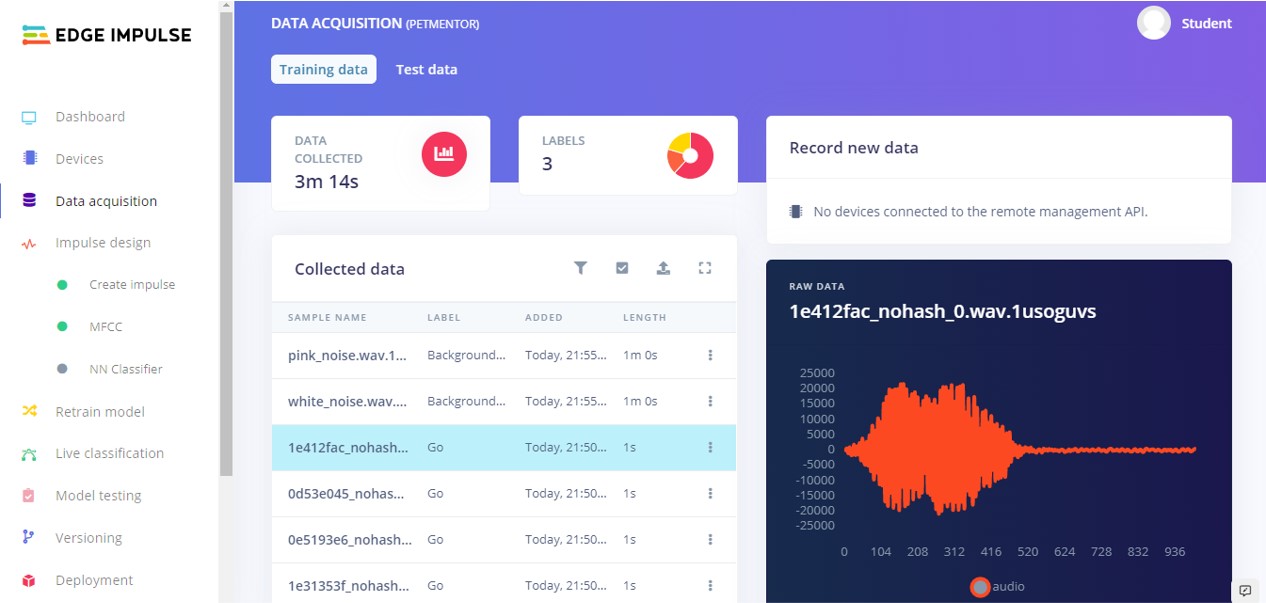 EDGE IMPULSE
Dashboard
Devices
Data acquisition
Impulse design
Create impulse
MFCC
NN Classifier
Retrain model
Live classification
Model testing
Versioning
Deployment
DATA ACQUISITION (PETMENTOR)
Student
Training data
Test data
DATA
COLLECTED
3m 14s
LABELS
3
Collected data
SAMPLE NAME LABEL ADDED LENGTH
pink_noise.wav.1... Background... Today, 21:55... 1m 0s
white_noise.wav.... Background... Today, 21:55... 1m 0s
1e412fac_nohash... Go Today, 21:50... 1s
0d53e045_nohas... Go Today, 21:50... 1s
0e5193e6_nohash... Go Today, 21:50... 1s
1e31353f_nohash... Go Today, 21:50... 1s
Record new data
No devices connected to the remote management API.
RAW DATA
1e412fac_nohash_0.wav.1usoguvs
25000
20000
15000
10000
5000
0
-5000
-10000
-15000
-20000
-25000
0 104 208 312 416 520 624 728 832 936
audio